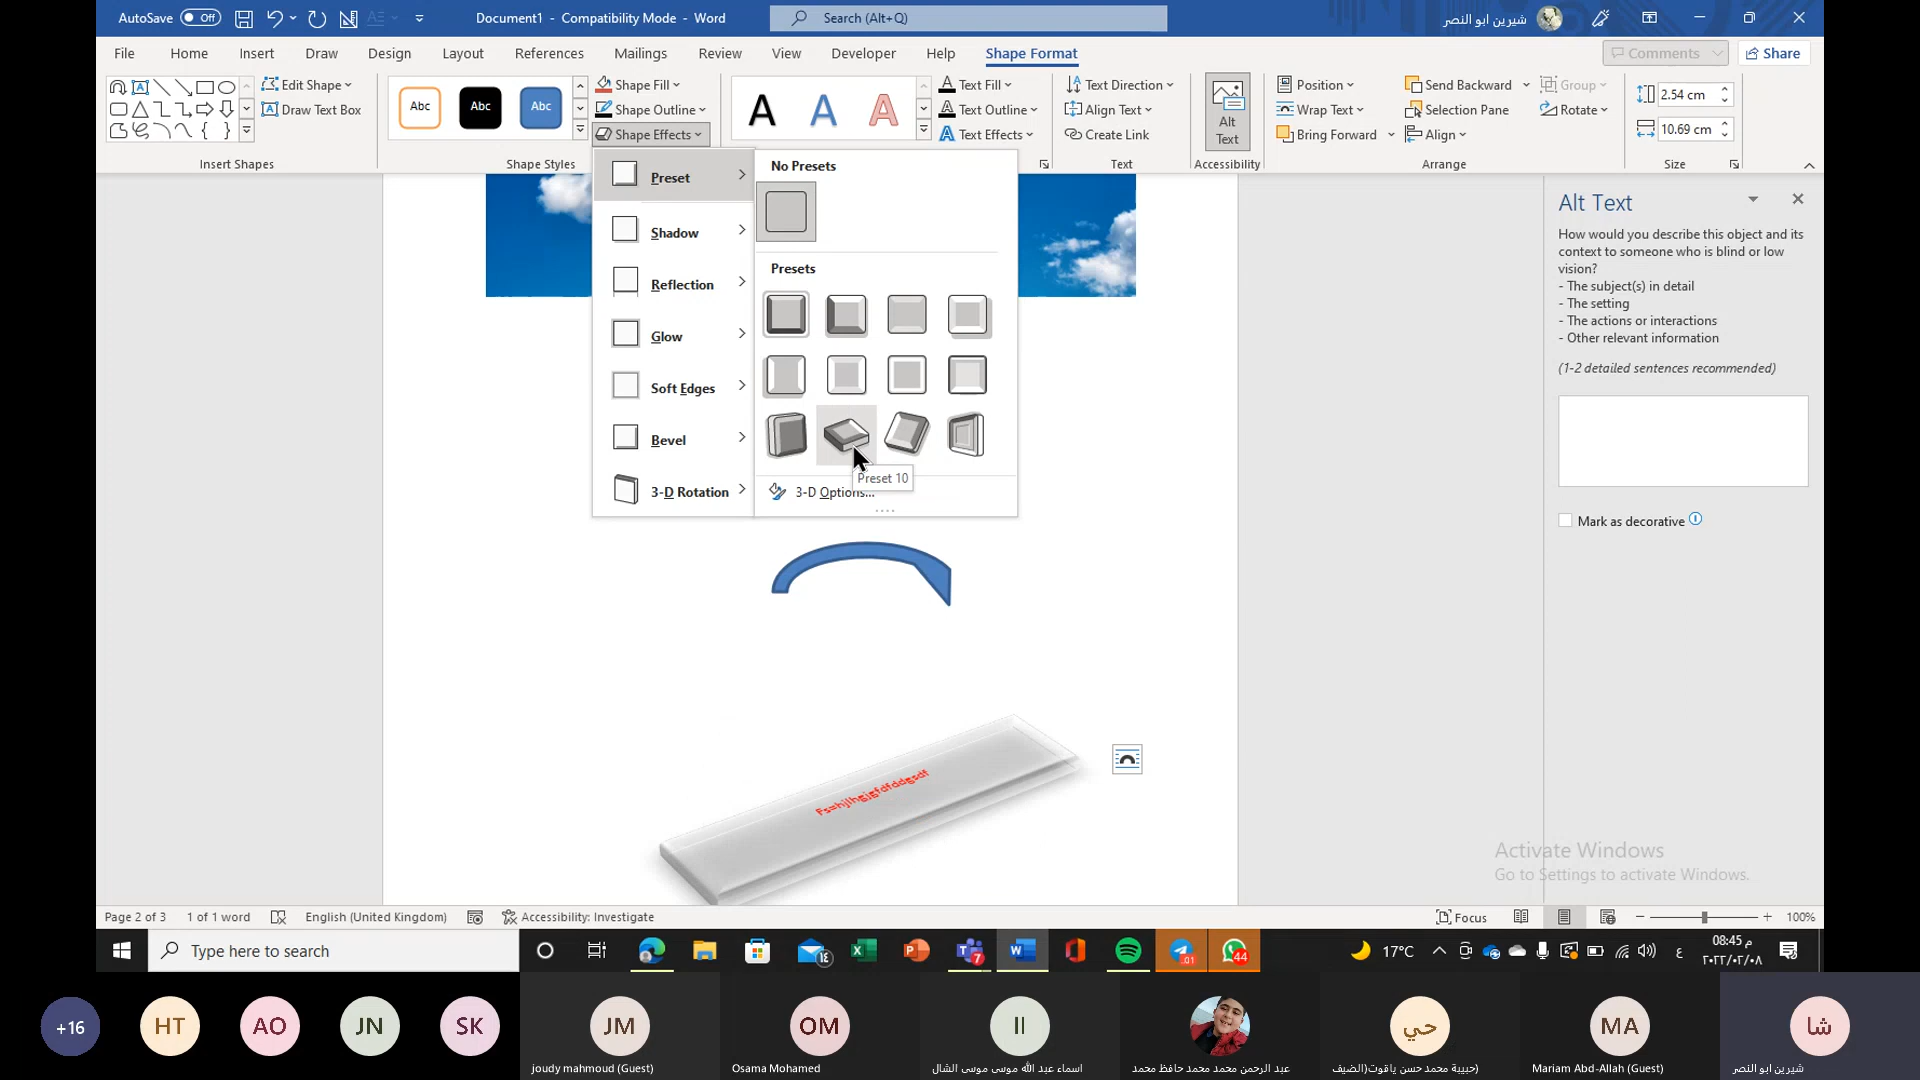 AutoSave Off Document1 - Compatibility Mode - Word Search (Alt+Q) شيرين ابو النصر
File Home Insert Draw Design Layout References Mailings Review View Developer Help Shape Format Comments Share
Edit Shape
Draw Text Box
Insert Shapes
Abc Abc Abc
Shape Fill
Shape Outline
Shape Effects
Shape Styles
A A A
Text Fill
Text Outline
Text Effects
Text Direction
Align Text
Create Link
Text
Alt
Text
Accessibility
Position
Wrap Text
Bring Forward
Send Backward
Selection Pane
Align
Group
Rotate
Arrange
2.54 cm
10.69 cm
Size
Preset
Shadow
Reflection
Glow
Soft Edges
Bevel
3-D Rotation
No Presets
Presets
Preset 10
3-D Options...
Alt Text
How would you describe this object and its
context to someone who is blind or low
vision?
- The subject(s) in detail
- The setting
- The actions or interactions
- Other relevant information
(1-2 detailed sentences recommended)
Mark as decorative
Activate Windows
Go to Settings to activate Windows.
Page 2 of 3 1 of 1 word English (United Kingdom) Accessibility: Investigate Focus 100%
Type here to search
7
44
17°C
ع
08:45 م
٢٠٢٢/٠٢/٠٨
+16 HT AO JN SK JM OM اا حي MA شا
joudy mahmoud (Guest)
Osama Mohamed
اسماء عبد الله موسى موسى الشال
عبد الرحمن محمد محمد حافظ محمد
حبيبة محمد حسن ياقوت(الضيف)
Mariam Abd-Allah (Guest)
شيرين ابو النصر